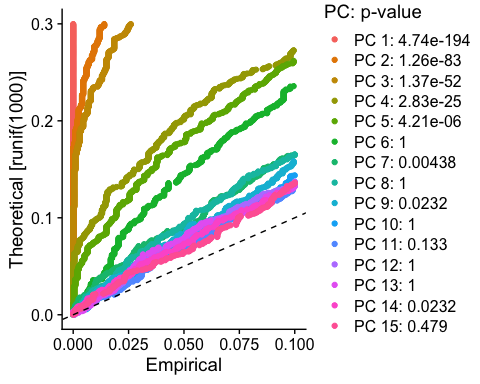 PC: p-value
PC 1: 4.74e-194
PC 2: 1.26e-83
PC 3: 1.37e-52
PC 4: 2.83e-25
PC 5: 4.21e-06
PC 6: 1
PC 7: 0.00438
PC 8: 1
PC 9: 0.0232
PC 10: 1
PC 11: 0.133
PC 12: 1
PC 13: 1
PC 14: 0.0232
PC 15: 0.479
Theoretical [runif(1000)]
0.3
0.2
0.1
0.0
0.000 0.025 0.050 0.075 0.100
Empirical